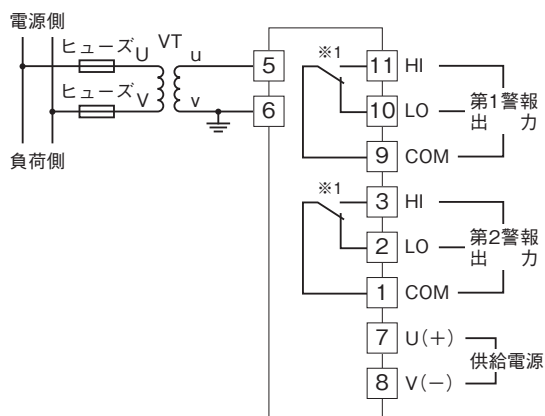 電源側
ヒューズ U VT u
5
ヒューズ V v
6
負荷側
※1
11 HI
10 LO
9 COM
第1警報
出 力
※1
3 HI
2 LO
1 COM
第2警報
出 力
7 U(+)
8 V(−)
供給電源